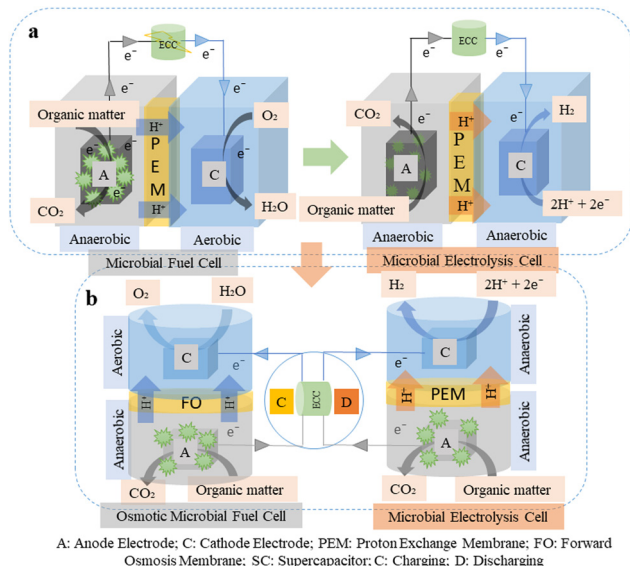 a
ECC
e⁻
e⁻
e⁻
e⁻
Organic matter
O₂
H⁺
e⁻
e⁻
e⁻
e⁻
A
PEM
C
H⁺
CO₂
H₂O
Anaerobic
Aerobic
Microbial Fuel Cell
ECC
e⁻
e⁻
e⁻
e⁻
CO₂
H₂
H⁺
A
PEM
C
e⁻
H⁺
Organic matter
2H⁺ + 2e⁻
Anaerobic
Anaerobic
Microbial Electrolysis Cell
b
O₂
H₂O
H₂
2H⁺ + 2e⁻
Aerobic
C
e⁻
e⁻
C
Anaerobic
H⁺
FO
H⁺
C
ECC
D
H⁺
PEM
H⁺
Anaerobic
A
e⁻
e⁻
A
Anaerobic
CO₂
Organic matter
CO₂
Organic matter
Osmotic Microbial Fuel Cell
Microbial Electrolysis Cell
A: Anode Electrode; C: Cathode Electrode; PEM: Proton Exchange Membrane; FO: Forward
Osmosis Membrane; SC: Supercapacitor; C: Charging; D: Discharging